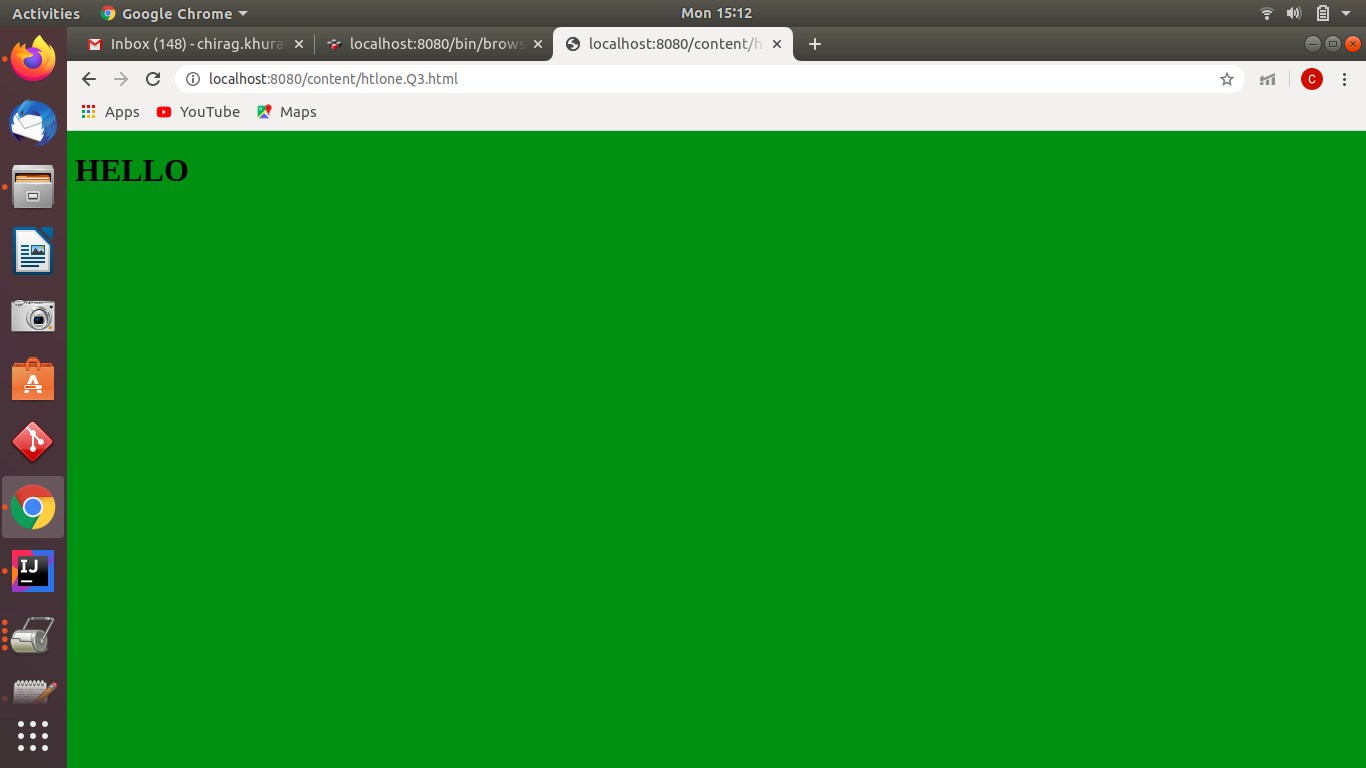 Activities Google Chrome Mon 15:12
Inbox (148) - chirag.khura localhost:8080/bin/brows localhost:8080/content/h
localhost:8080/content/htlone.Q3.html C
Apps YouTube Maps
HELLO
IJ